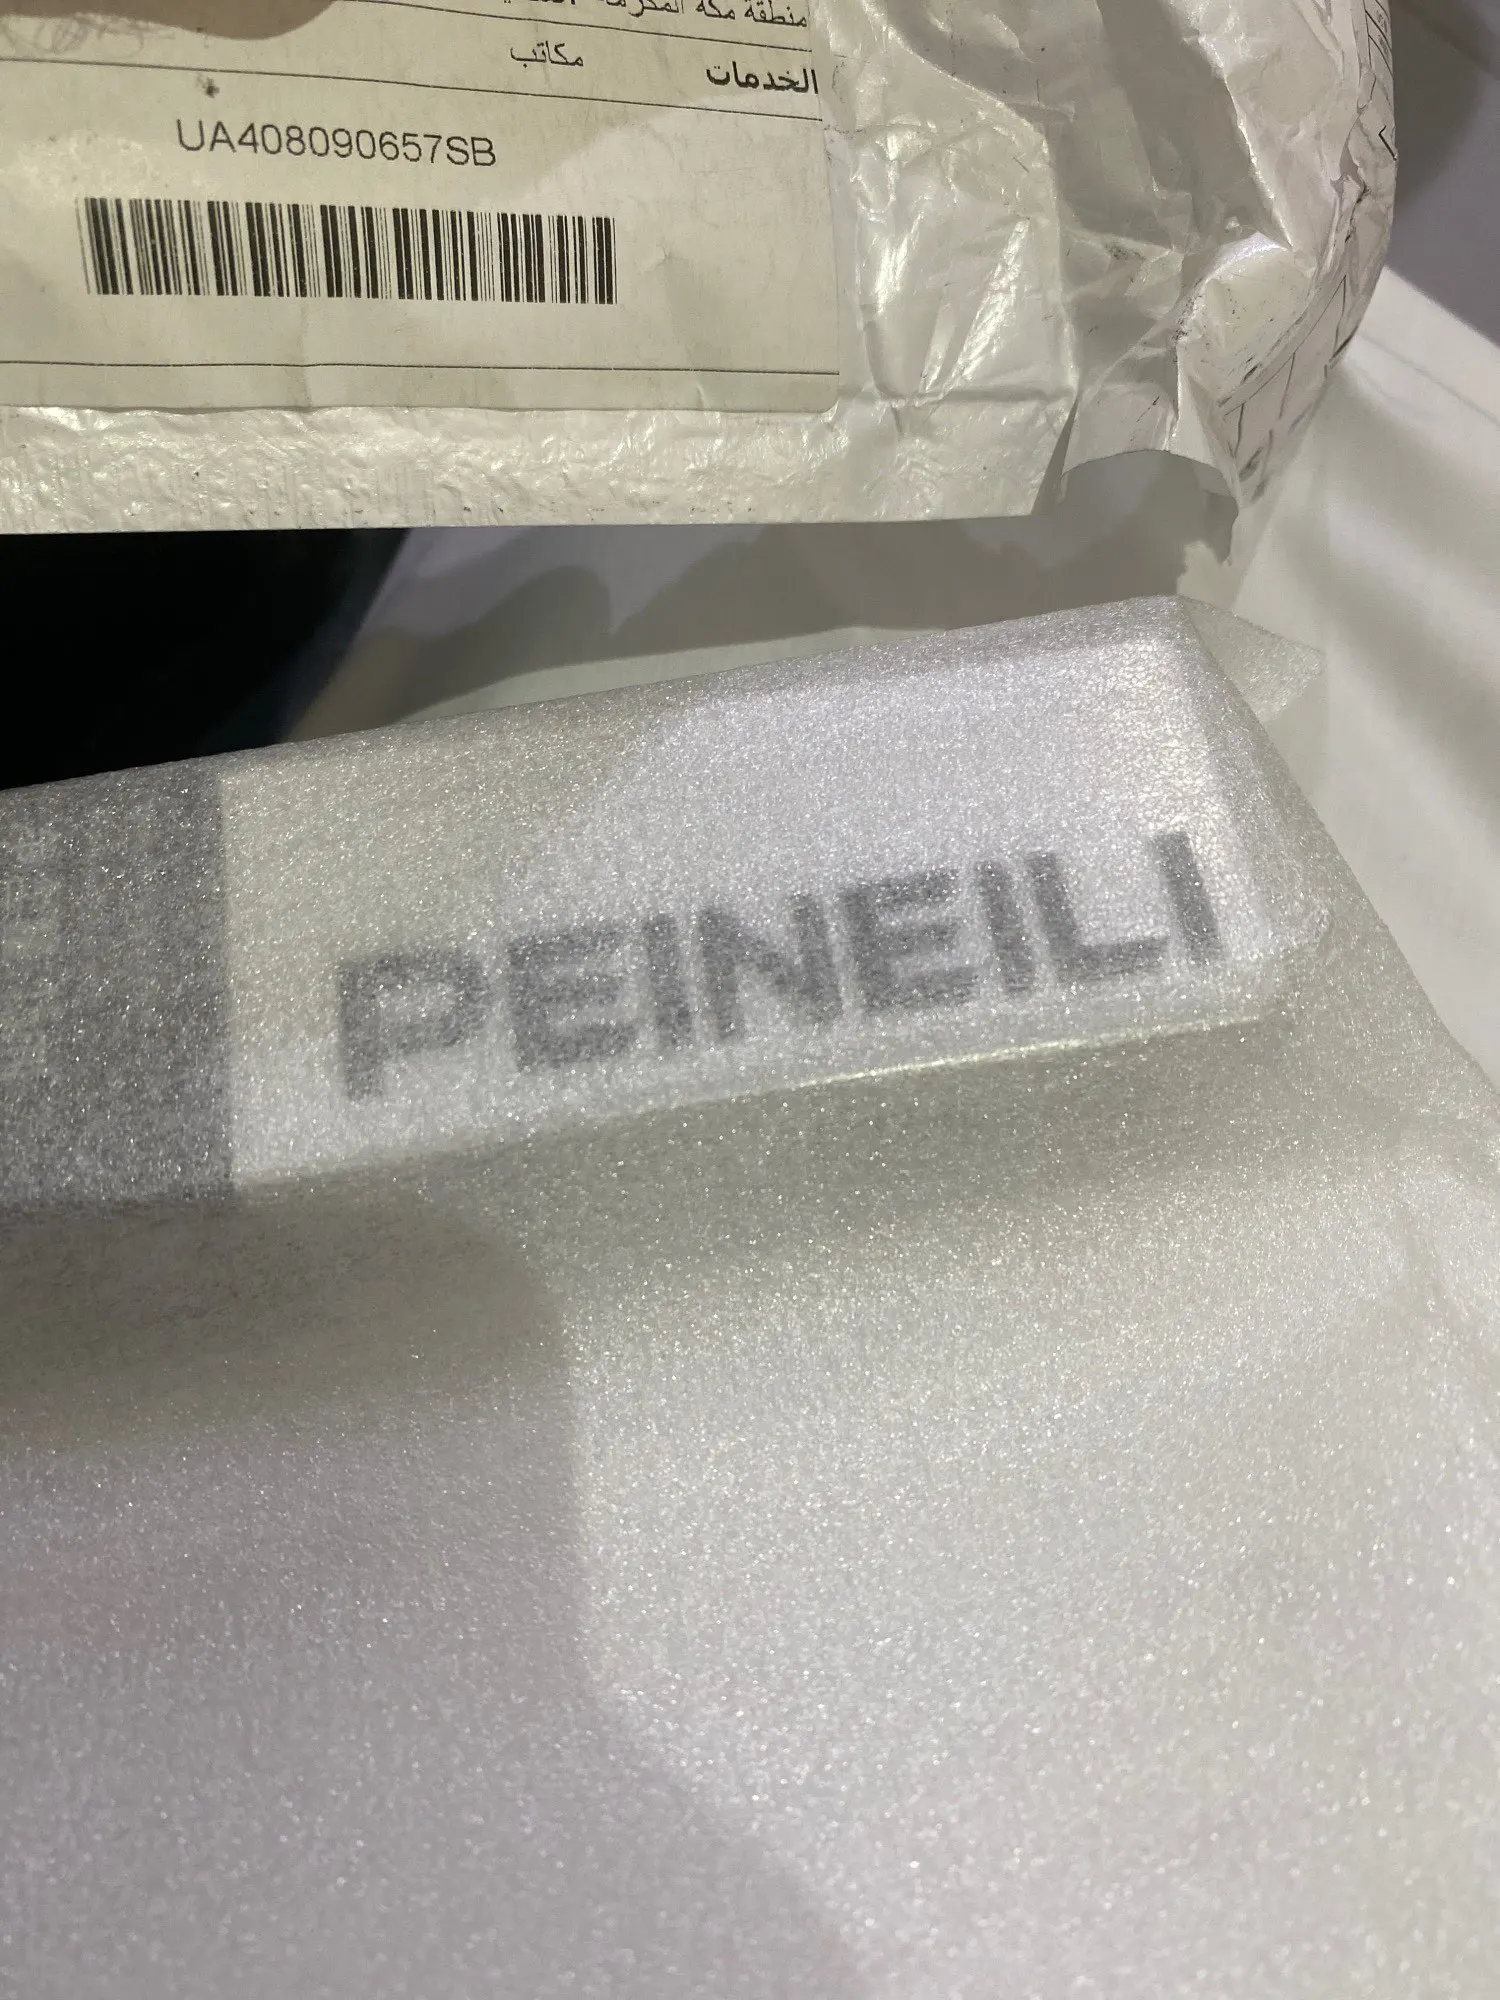 منطقة مكة المكرمة
الخدمات مكاتب
UA408090657SB
PEINEILI